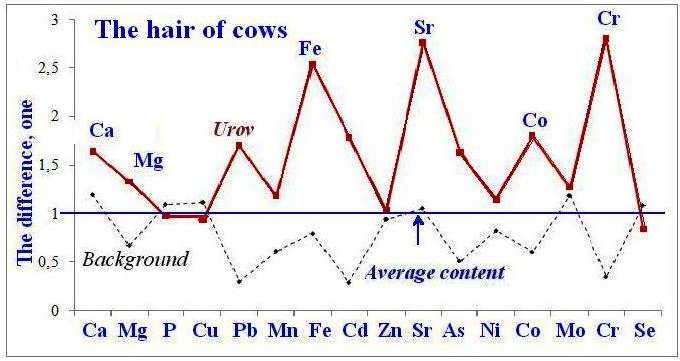 The hair of cows
The difference, one
3
2,5
2
1,5
1
0,5
0
Ca
Mg
Urov
Fe
Sr
Co
Cr
Background
Average content
Ca Mg P Cu Pb Mn Fe Cd Zn Sr As Ni Co Mo Cr Se